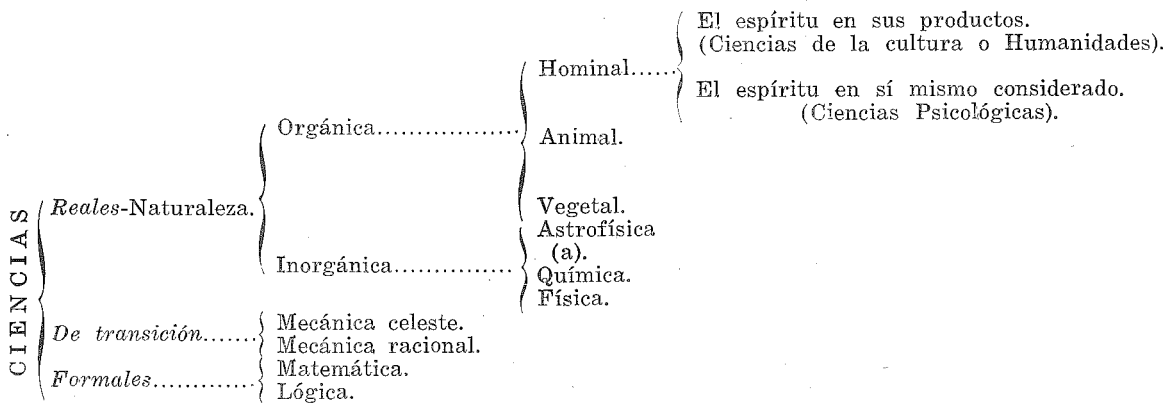 El espíritu en sus productos.
(Ciencias de la cultura o Humanidades).
Hominal......
El espíritu en sí mismo considerado.
(Ciencias Psicológicas).
Orgánica....................
Animal.
Vegetal.
CIENCIAS
Reales-Naturaleza.
Astrofísica
(a).
Inorgánica...............
Química.
Física.
De transición.......
Mecánica celeste.
Mecánica racional.
Formales.............
Matemática.
Lógica.